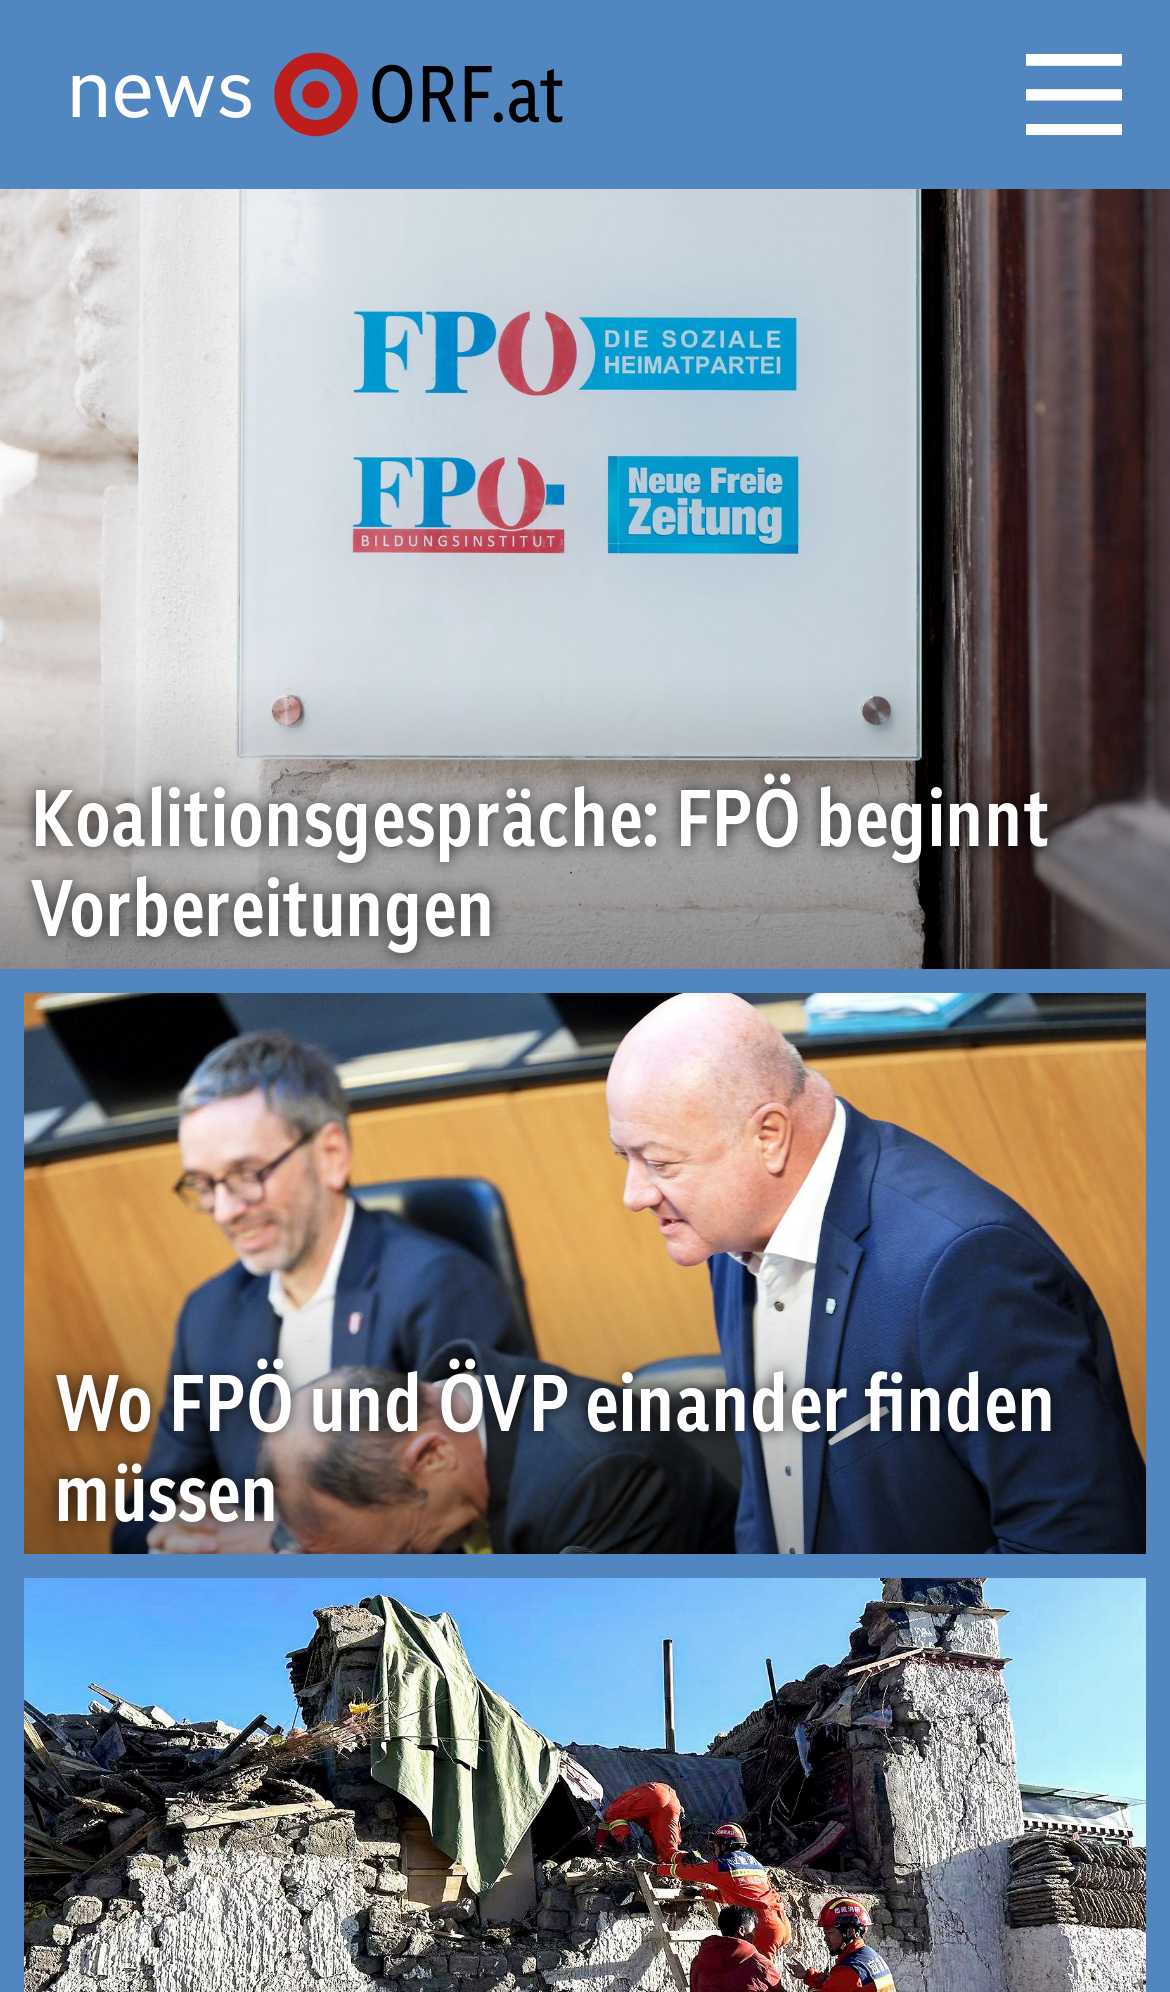 news ORF.at
FPÖ DIE SOZIALE
HEIMATPARTEI
FPÖ- Neue Freie
Zeitung
BILDUNGSINSTITUT
Koalitionsgespräche: FPÖ beginnt
Vorbereitungen
Wo FPÖ und ÖVP einander finden
müssen